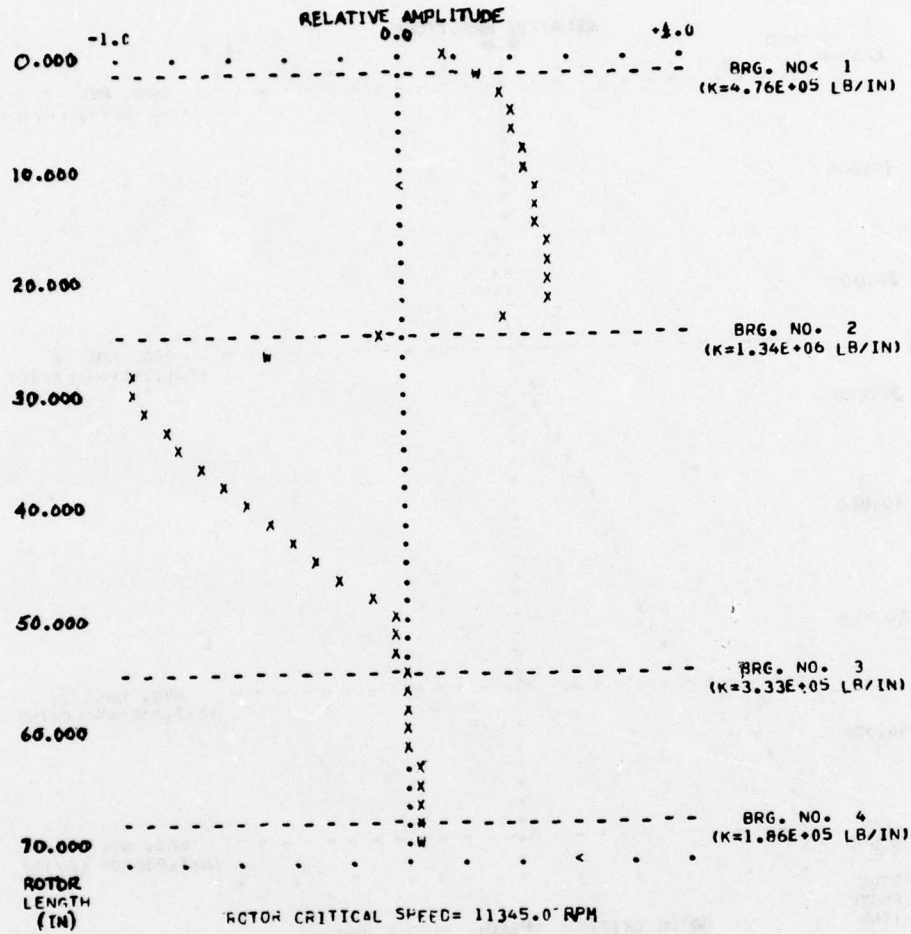 RELATIVE AMPLITUDE
-1.0 0.0 +1.0
0.000
BRG. NO< 1
(K=4.76E+05 LB/IN)
10.000
20.000
BRG. NO. 2
(K=1.34E+06 LB/IN)
30.000
40.000
50.000
BRG. NO. 3
(K=3.33E+05 LB/IN)
60.000
BRG. NO. 4
(K=1.86E+05 LB/IN)
70.000
ROTOR
LENGTH
(IN)
ROTOR CRITICAL SPEED= 11345.0 RPM